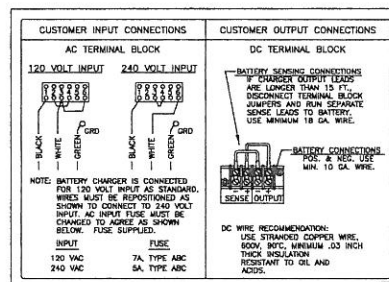 CUSTOMER INPUT CONNECTIONS
AC TERMINAL BLOCK
120 VOLT INPUT
240 VOLT INPUT
BLACK
WHITE
GREEN
GRD
BLACK
WHITE
GREEN
GRD
NOTE: BATTERY CHARGER IS CONNECTED
FOR 120 VOLT INPUT AS STANDARD.
WIRES MUST BE REPOSITIONED AS
SHOWN TO CONNECT TO 240 VOLT
INPUT. AC INPUT FUSE MUST BE
CHANGED TO AGREE AS SHOWN
BELOW. FUSE SUPPLIED.
INPUT FUSE
120 VAC 7A, TYPE ABC
240 VAC 5A, TYPE ABC
CUSTOMER OUTPUT CONNECTIONS
DC TERMINAL BLOCK
BATTERY SENSING CONNECTIONS
IF CHARGER OUTPUT LEADS
ARE LONGER THAN 15 FT.,
DISCONNECT TERMINAL BLOCK
JUMPERS AND RUN SEPARATE
SENSE LEADS TO BATTERY.
USE MINIMUM 18 GA. WIRE.
BATTERY CONNECTIONS
POS. & NEG. USE
MIN. 10 GA. WIRE.
- + - +
SENSE OUTPUT
DC WIRE RECOMMENDATION:
USE STRANDED COPPER WIRE,
600V, 90°C, MINIMUM .03 INCH
THICK INSULATION
RESISTANT TO OIL AND
ACIDS.